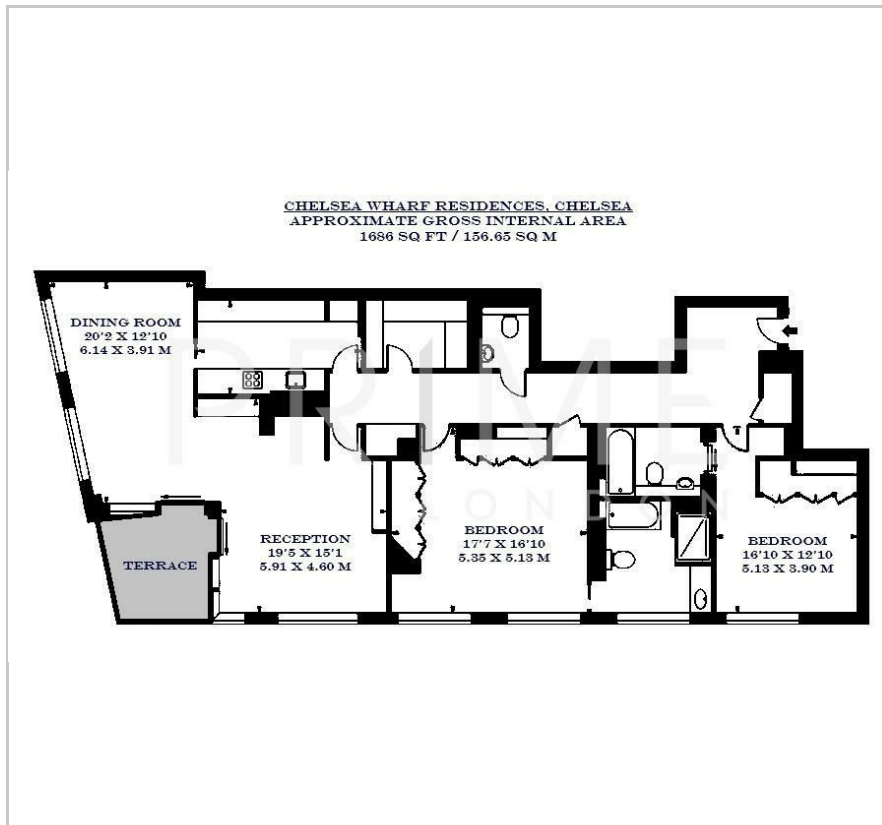 CHELSEA WHARF RESIDENCES, CHELSEA
APPROXIMATE GROSS INTERNAL AREA
1686 SQ FT / 156.65 SQ M
DINING ROOM
20'2 X 12'10
6.14 X 3.91 M
PRIME
LONDON
RECEPTION
19'5 X 15'1
5.91 X 4.60 M
BEDROOM
17'7 X 16'10
5.35 X 5.13 M
BEDROOM
16'10 X 12'10
5.13 X 3.90 M
TERRACE